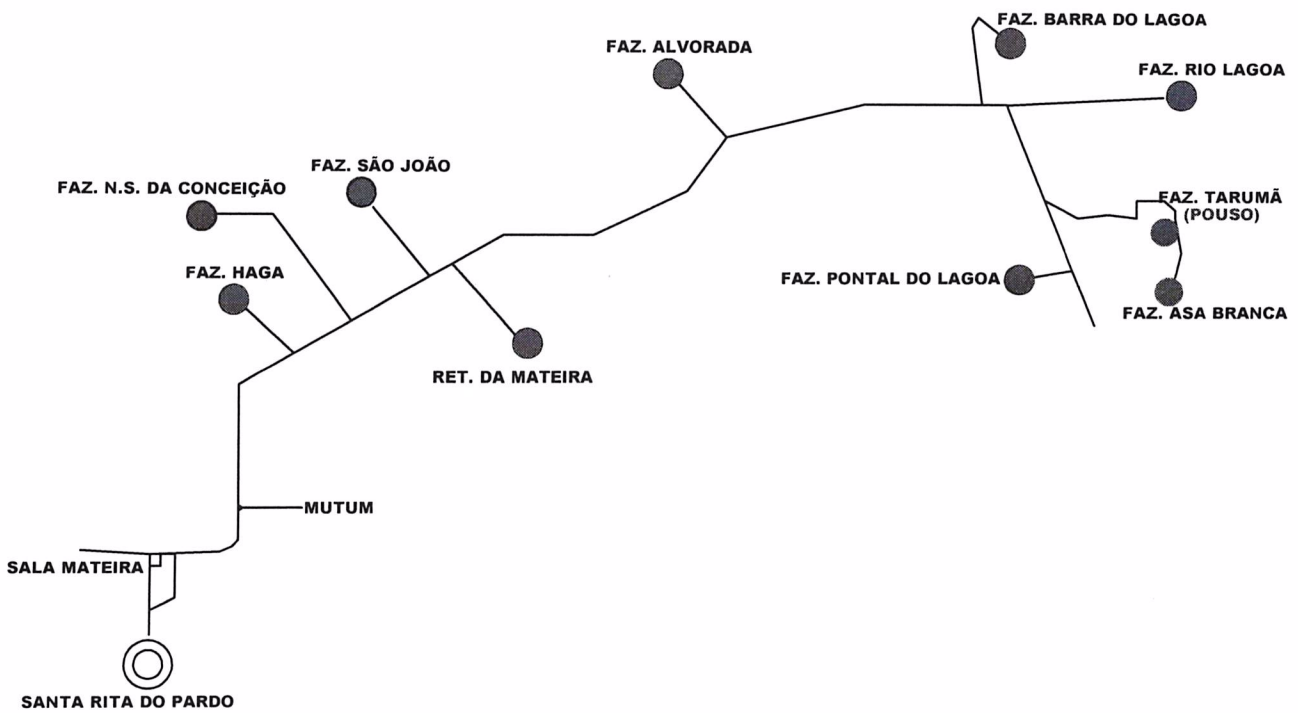 FAZ. BARRA DO LAGOA
FAZ. ALVORADA
FAZ. RIO LAGOA
FAZ. SÃO JOÃO
FAZ. N.S. DA CONCEIÇÃO
FAZ. TARUMÃ
(POUSO)
FAZ. HAGA
FAZ. PONTAL DO LAGOA
FAZ. ASA BRANCA
RET. DA MATEIRA
MUTUM
SALA MATEIRA
SANTA RITA DO PARDO